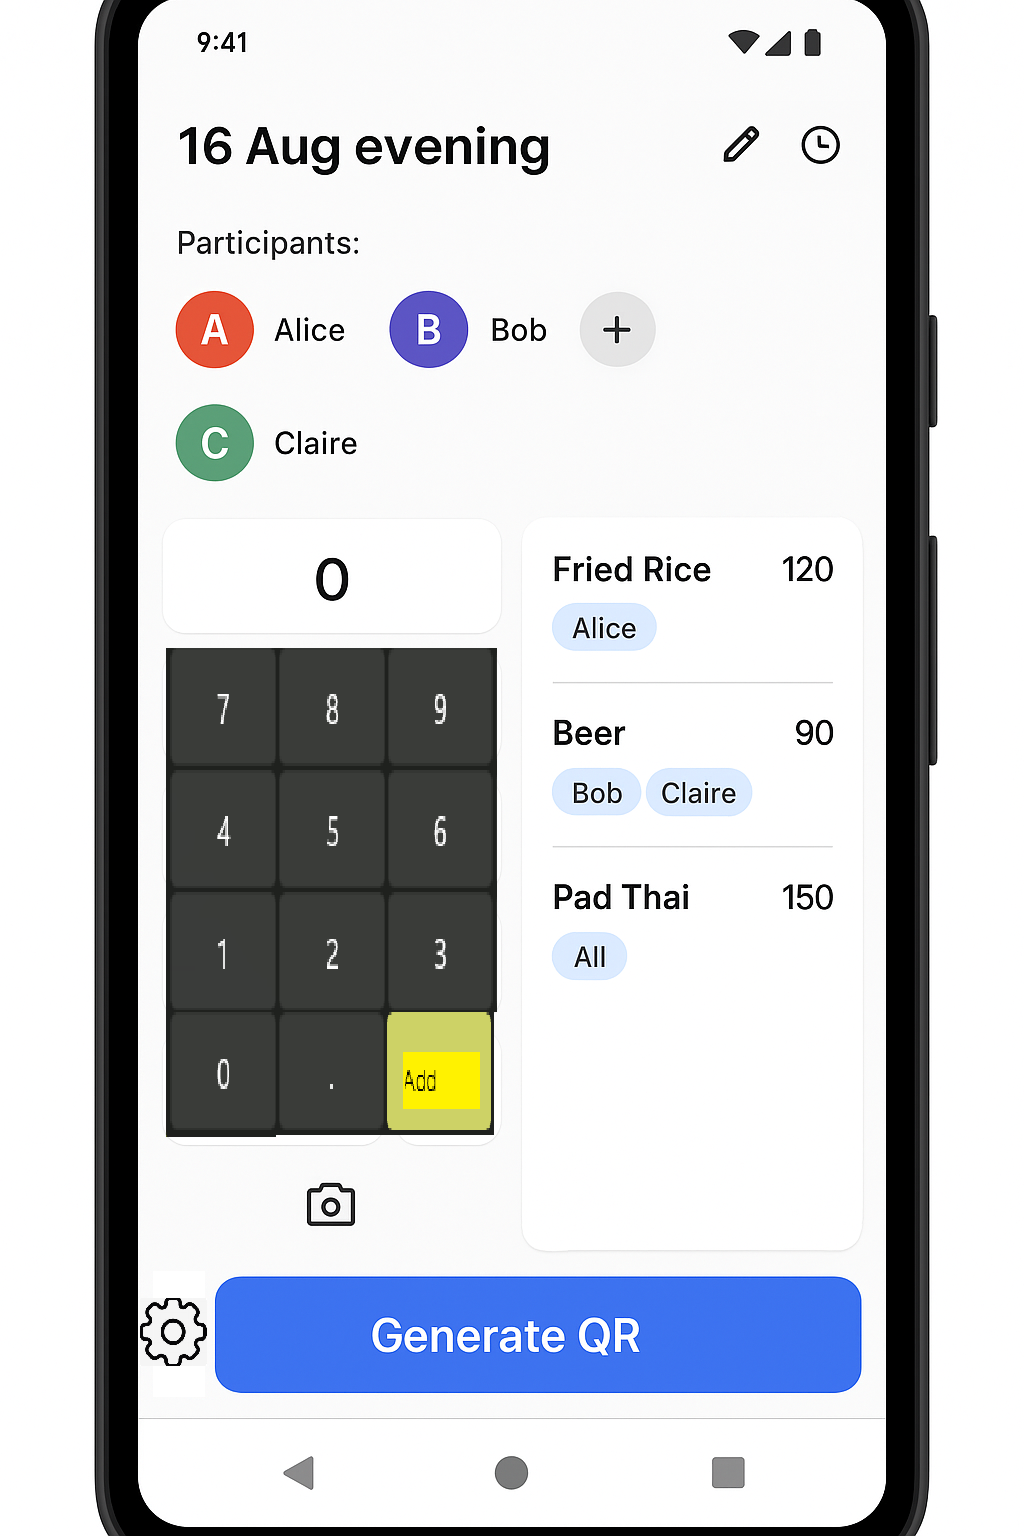 9:41
16 Aug evening
Participants:
A Alice B Bob +
C Claire
0
7 8 9
4 5 6
1 2 3
0 . Add
Fried Rice 120
Alice
Beer 90
Bob Claire
Pad Thai 150
All
Generate QR